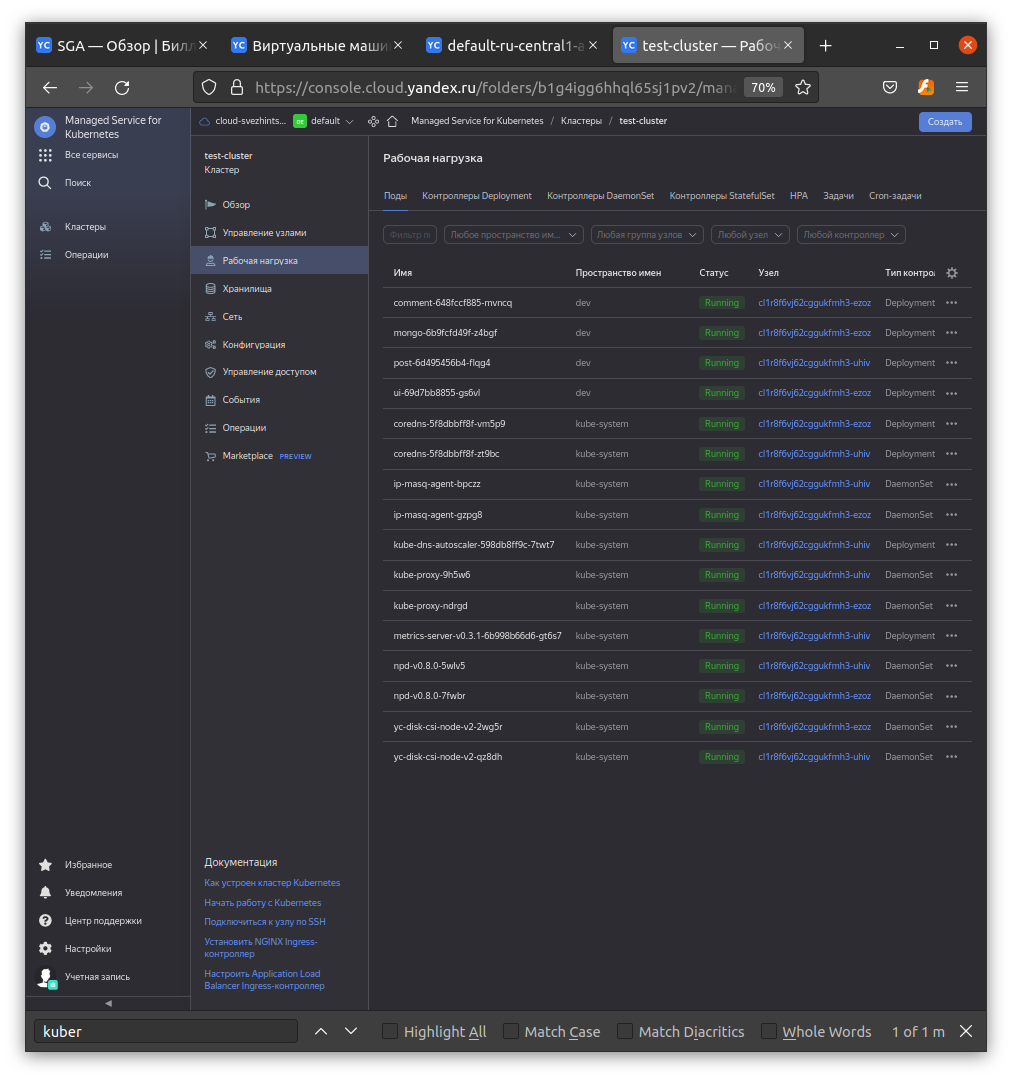 YC SGA — Обзор | Билл
YC Виртуальные маши
YC default-ru-central1-a
YC test-cluster — Рабоч
https://console.cloud.yandex.ru/folders/b1g4igg6hhql65sj1pv2/mana
70%
Managed Service for
Kubernetes
Все сервисы
Поиск
Кластеры
Операции
Избранное
Уведомления
Центр поддержки
Настройки
Учетная запись
cloud-svezhints...
DE default
Managed Service for Kubernetes / Кластеры / test-cluster
Создать
test-cluster
Кластер
Обзор
Управление узлами
Рабочая нагрузка
Хранилища
Сеть
Конфигурация
Управление доступом
События
Операции
Marketplace PREVIEW
Документация
Как устроен кластер Kubernetes
Начать работу с Kubernetes
Подключиться к узлу по SSH
Установить NGINX Ingress-
контроллер
Настроить Application Load
Balancer Ingress-контроллер
Рабочая нагрузка
Поды Контроллеры Deployment Контроллеры DaemonSet Контроллеры StatefulSet HPA Задачи Cron-задачи
Фильтр по Любое пространство им... Любая группа узлов Любой узел Любой контроллер
Имя Пространство имен Статус Узел Тип контро
comment-648fccf885-mvncq dev Running cl1r8f6vj62cggukfmh3-ezoz Deployment
mongo-6b9fcfd49f-z4bgf dev Running cl1r8f6vj62cggukfmh3-ezoz Deployment
post-6d495456b4-flqg4 dev Running cl1r8f6vj62cggukfmh3-uhiv Deployment
ui-69d7bb8855-gs6vl dev Running cl1r8f6vj62cggukfmh3-ezoz Deployment
coredns-5f8dbbff8f-vm5p9 kube-system Running cl1r8f6vj62cggukfmh3-ezoz Deployment
coredns-5f8dbbff8f-zt9bc kube-system Running cl1r8f6vj62cggukfmh3-uhiv Deployment
ip-masq-agent-bpczz kube-system Running cl1r8f6vj62cggukfmh3-uhiv DaemonSet
ip-masq-agent-gzpg8 kube-system Running cl1r8f6vj62cggukfmh3-ezoz DaemonSet
kube-dns-autoscaler-598db8ff9c-7twt7 kube-system Running cl1r8f6vj62cggukfmh3-uhiv Deployment
kube-proxy-9h5w6 kube-system Running cl1r8f6vj62cggukfmh3-uhiv DaemonSet
kube-proxy-ndrgd kube-system Running cl1r8f6vj62cggukfmh3-ezoz DaemonSet
metrics-server-v0.3.1-6b998b66d6-gt6s7 kube-system Running cl1r8f6vj62cggukfmh3-uhiv Deployment
npd-v0.8.0-5wlv5 kube-system Running cl1r8f6vj62cggukfmh3-uhiv DaemonSet
npd-v0.8.0-7fwbr kube-system Running cl1r8f6vj62cggukfmh3-ezoz DaemonSet
yc-disk-csi-node-v2-2wg5r kube-system Running cl1r8f6vj62cggukfmh3-ezoz DaemonSet
yc-disk-csi-node-v2-qz8dh kube-system Running cl1r8f6vj62cggukfmh3-uhiv DaemonSet
kuber
Highlight All Match Case Match Diacritics Whole Words 1 of 1 m